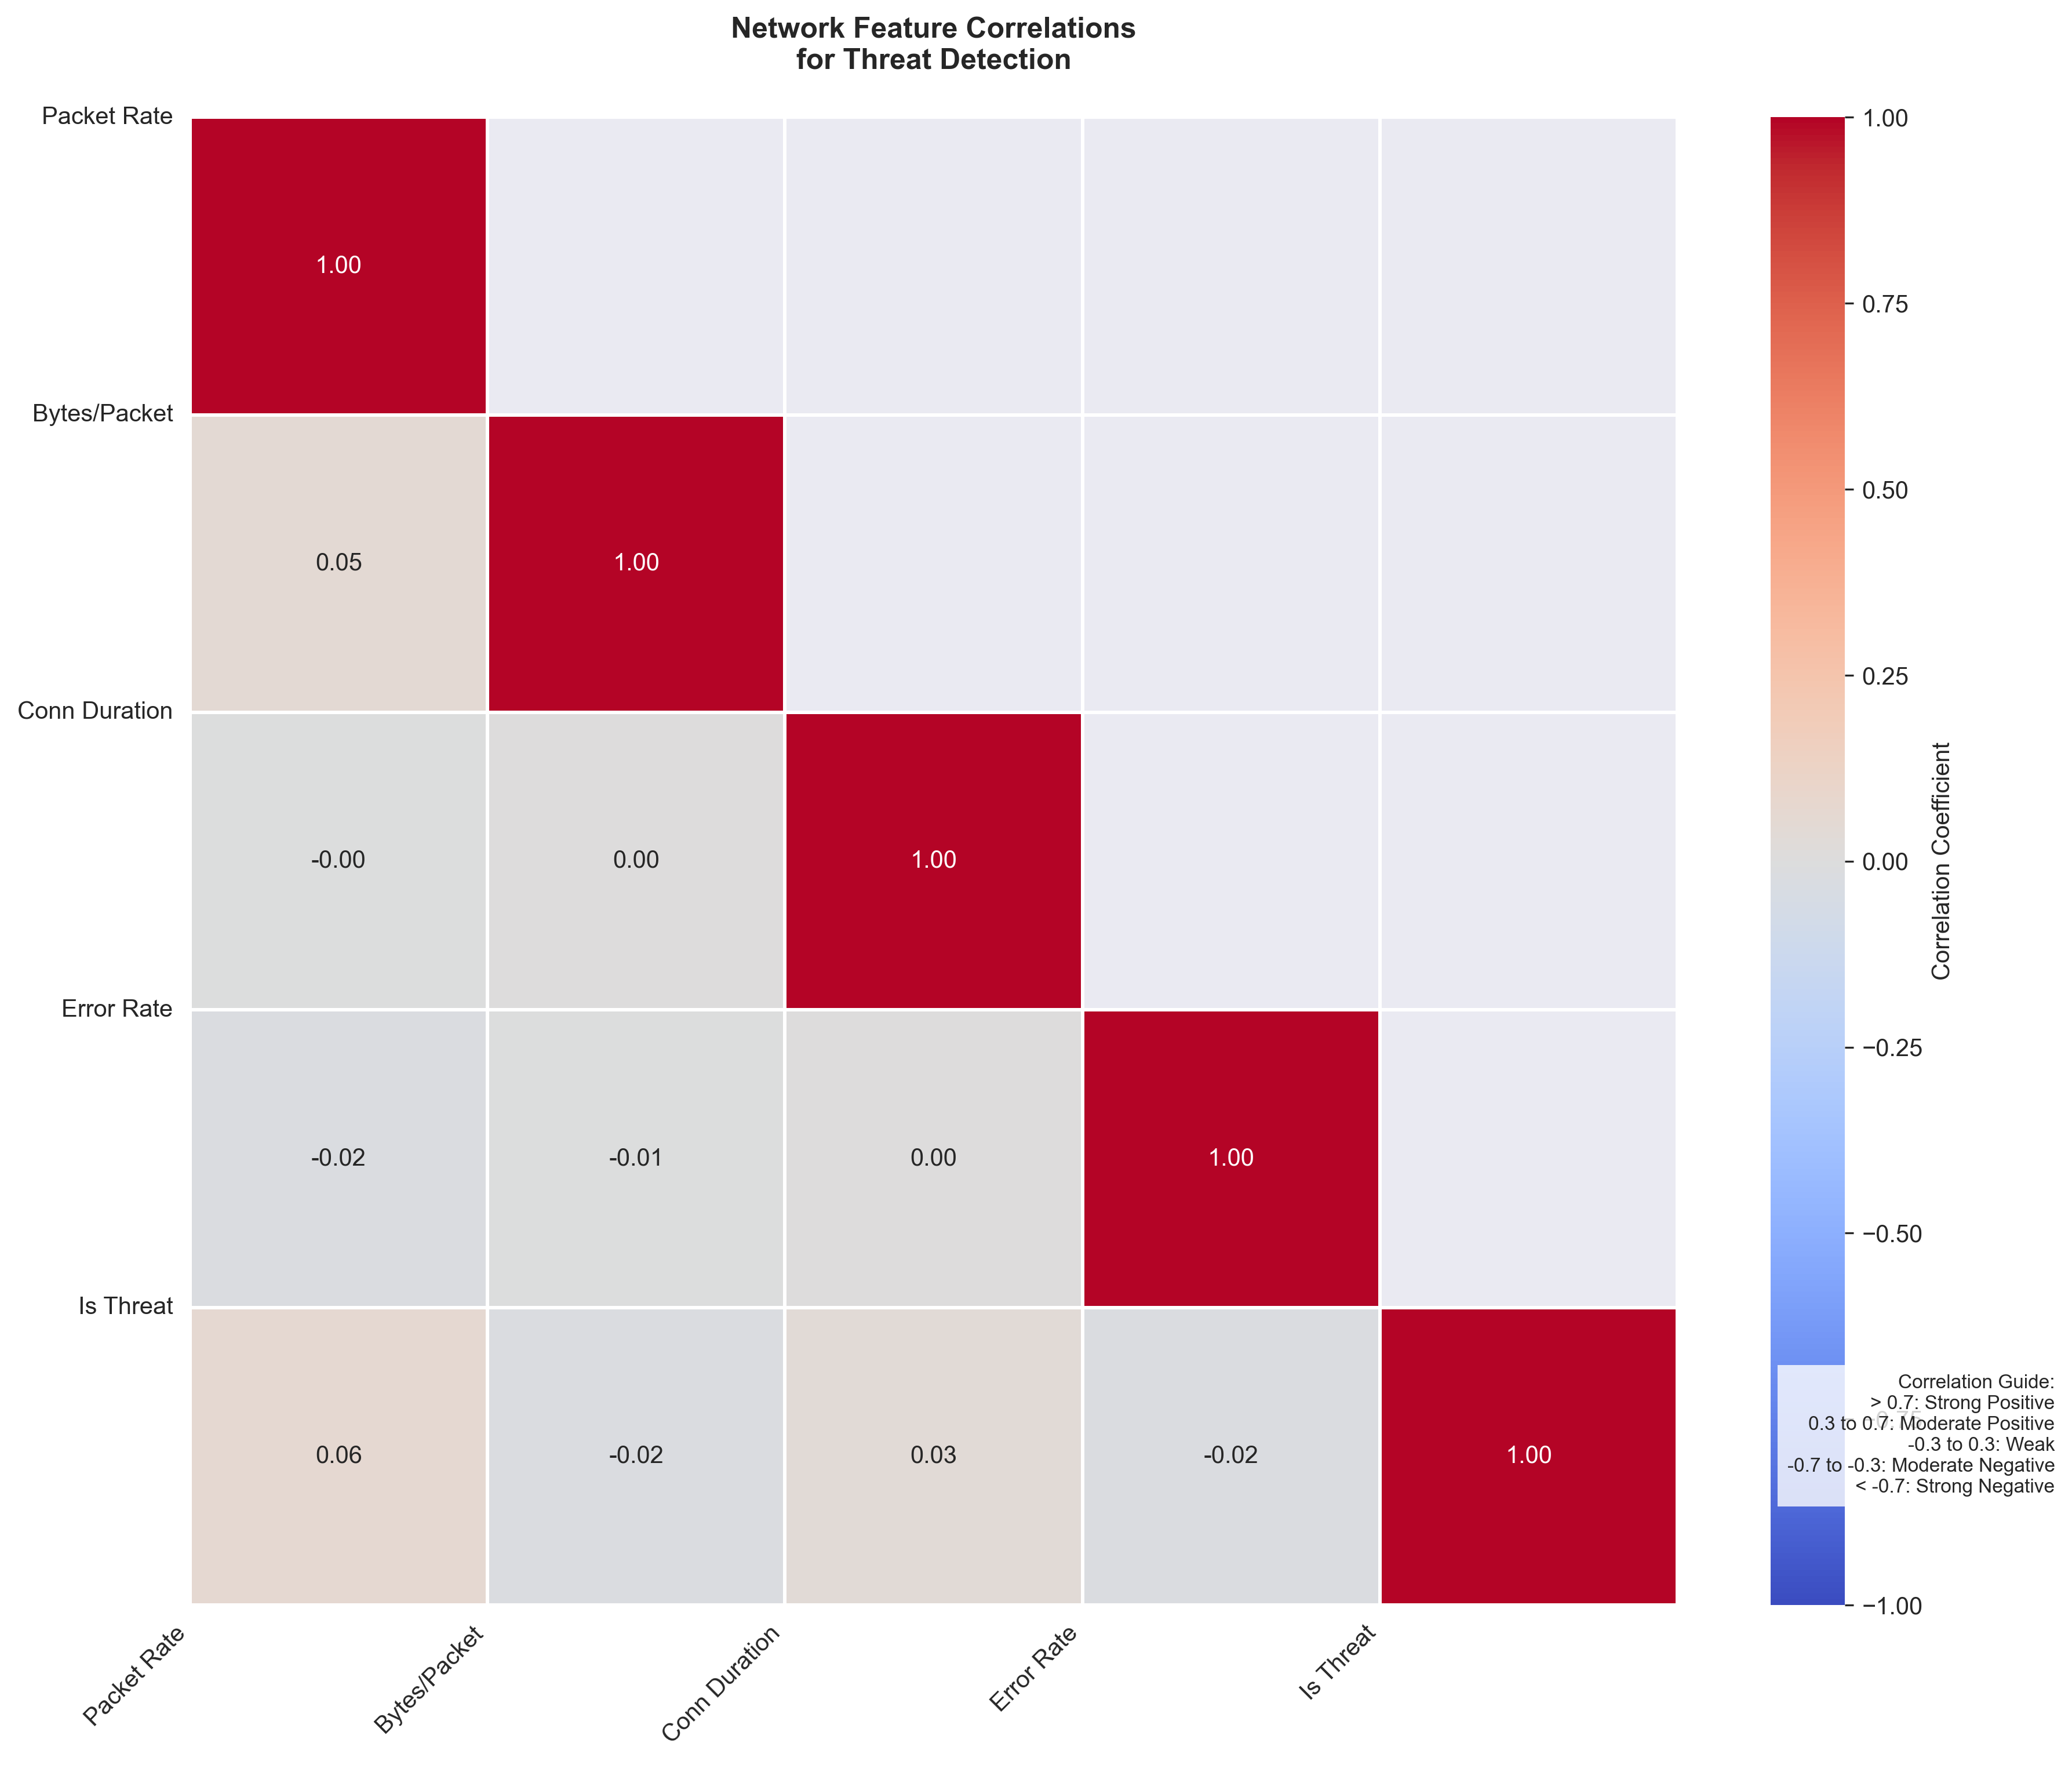 Network Feature Correlations
for Threat Detection
Packet Rate
1.00
Bytes/Packet
0.05 1.00
Conn Duration
-0.00 0.00 1.00
Error Rate
-0.02 -0.01 0.00 1.00
Is Threat
0.06 -0.02 0.03 -0.02 1.00
Packet Rate
Bytes/Packet
Conn Duration
Error Rate
Is Threat
1.00
0.75
0.50
0.25
0.00
−0.25
−0.50
−1.00
Correlation Coefficient
Correlation Guide:
> 0.7: Strong Positive
0.3 to 0.7: Moderate Positive
-0.3 to 0.3: Weak
-0.7 to -0.3: Moderate Negative
< -0.7: Strong Negative